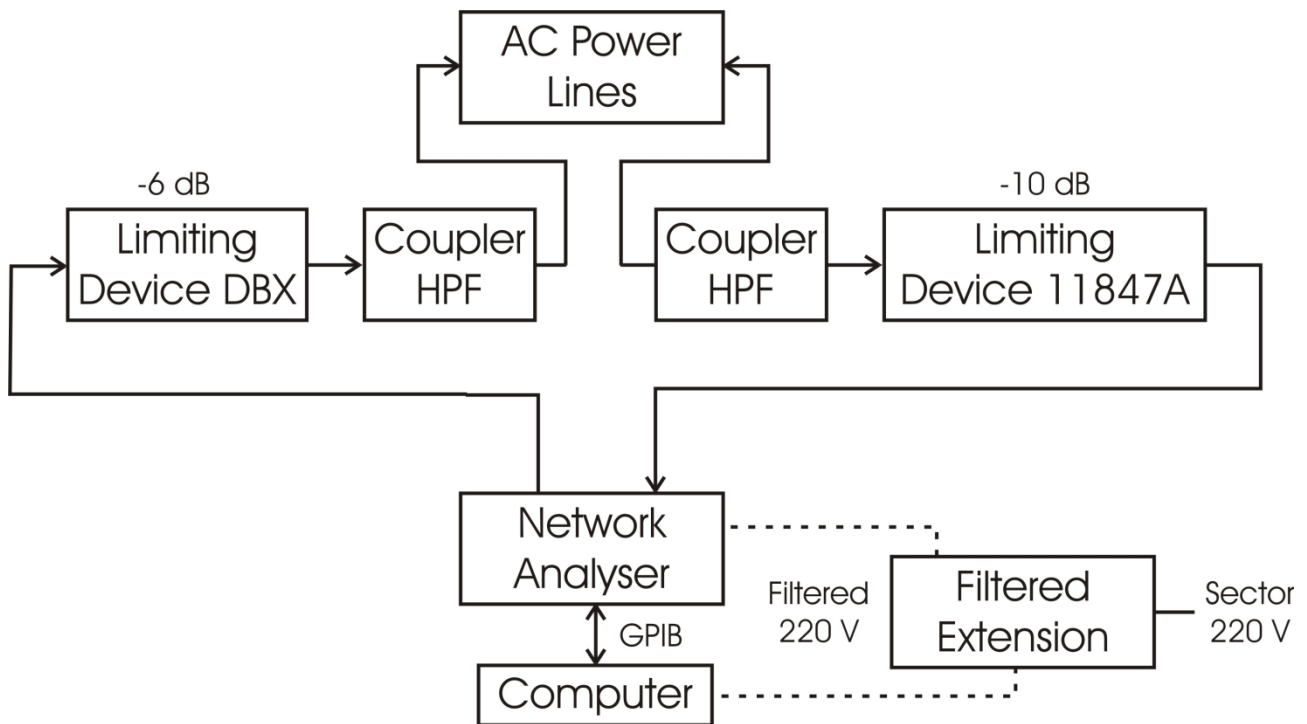 AC Power
Lines
-6 dB
-10 dB
Limiting
Device DBX
Coupler
HPF
Coupler
HPF
Limiting
Device 11847A
Network
Analyser
Filtered
220 V
Filtered
Extension
Sector
220 V
GPIB
Computer